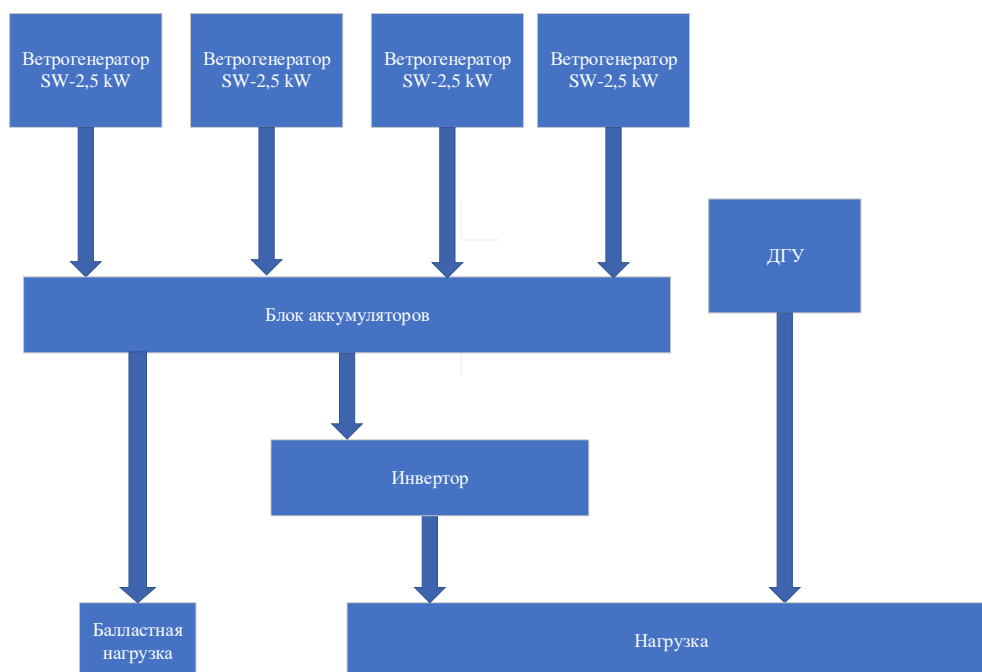 Ветрогенератор
SW-2,5 kW
Ветрогенератор
SW-2,5 kW
Ветрогенератор
SW-2,5 kW
Ветрогенератор
SW-2,5 kW
ДГУ
Блок аккумуляторов
Инвертор
Балластная
нагрузка
Нагрузка